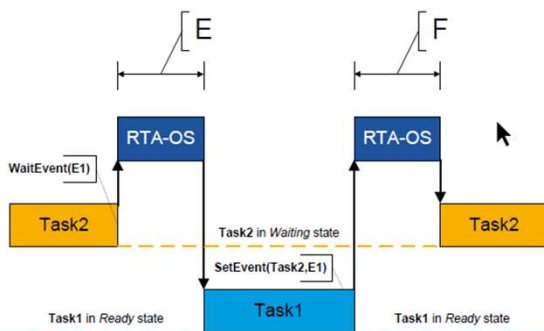 E
F
RTA-OS
RTA-OS
WaitEvent(E1)
Task2
Task2
Task2 in Waiting state
SetEvent(Task2,E1)
Task1
Task1 in Ready state
Task1 in Ready state